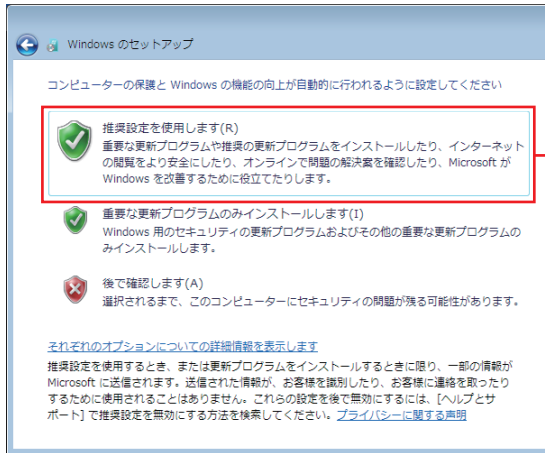 Windows のセットアップ
コンピューターの保護と Windows の機能の向上が自動的に行われるように設定してください
推奨設定を使用します(R)
重要な更新プログラムや推奨の更新プログラムをインストールしたり、インターネット
の閲覧をより安全にしたり、オンラインで問題の解決案を確認したり、Microsoft が
Windows を改善するために役立てたりします。
重要な更新プログラムのみインストールします(I)
Windows 用のセキュリティの更新プログラムおよびその他の重要な更新プログラムの
みインストールします。
後で確認します(A)
選択されるまで、このコンピューターにセキュリティの問題が残る可能性があります。
それぞれのオプションについての詳細情報を表示します
推奨設定を使用するとき、または更新プログラムをインストールするときに限り、一部の情報が
Microsoft に送信されます。送信された情報が、お客様を識別したり、お客様に連絡を取ったり
するために使用されることはありません。これらの設定を後で無効にするには、[ヘルプとサ
ポート] で推奨設定を無効にする方法を検索してください。プライバシーに関する声明